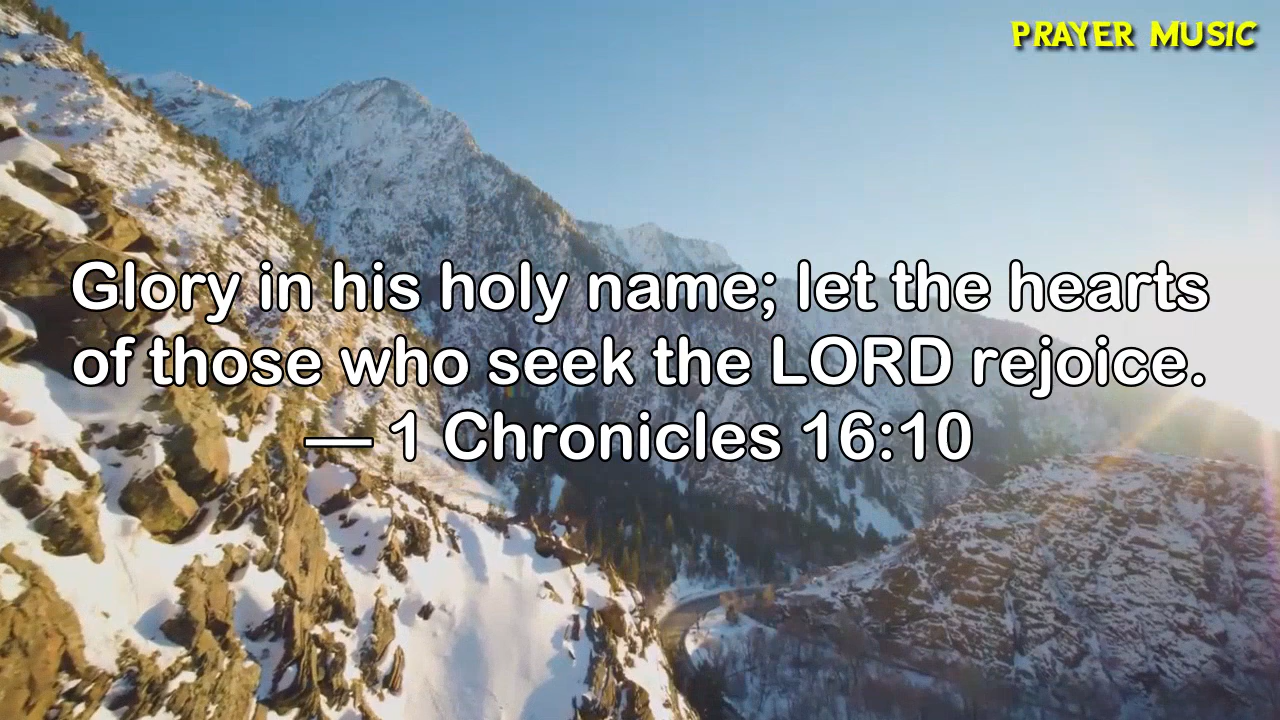 PRAYER MUSIC
Glory in his holy name; let the hearts
of those who seek the LORD rejoice.
— 1 Chronicles 16:10